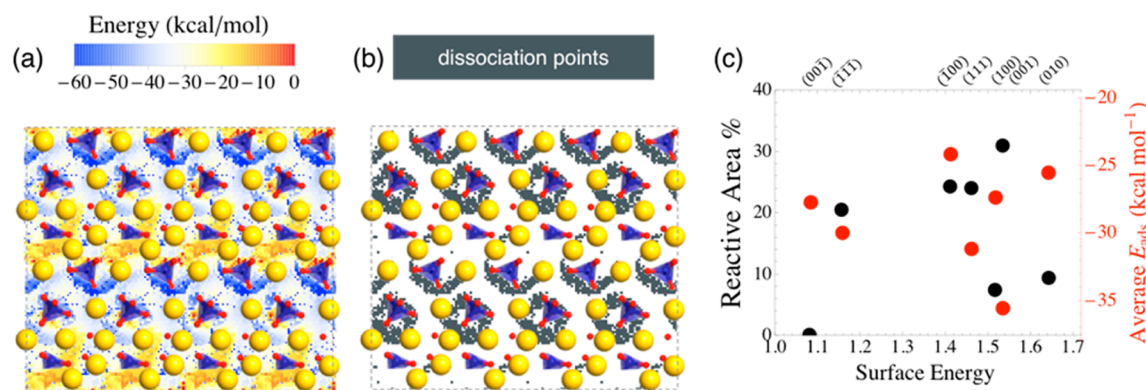 Energy (kcal/mol)
(a)
−60 −50 −40 −30 −20 −10 0
(b)
dissociation points
(c)
(001̄)
(1̄1̄1̄)
(1̄00)
(111)
(100)
(001)
(010)
Reactive Area %
40
30
20
10
0
−20
−25
−30
−35
Average E_ads (kcal mol⁻¹)
1.0 1.1 1.2 1.3 1.4 1.5 1.6 1.7
Surface Energy